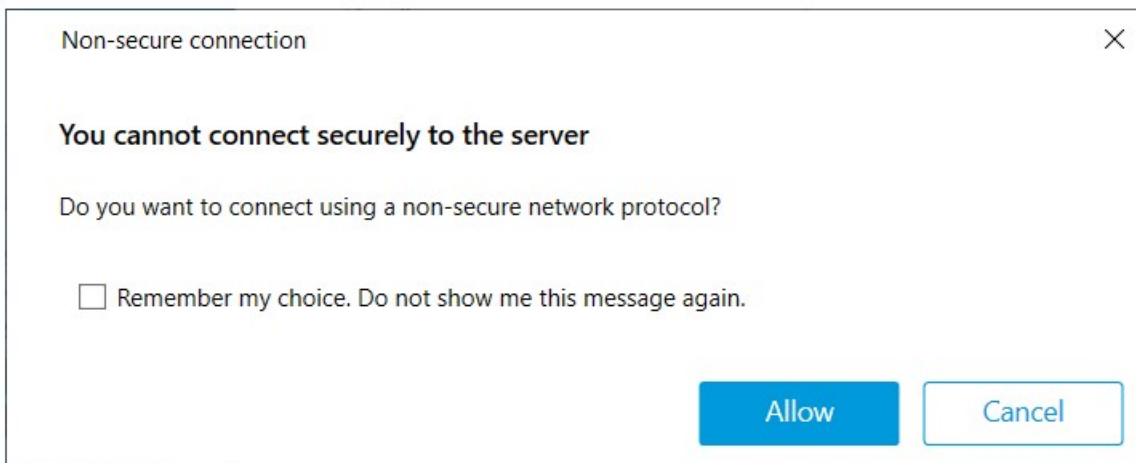 Non-secure connection
You cannot connect securely to the server
Do you want to connect using a non-secure network protocol?
Remember my choice. Do not show me this message again.
Allow
Cancel